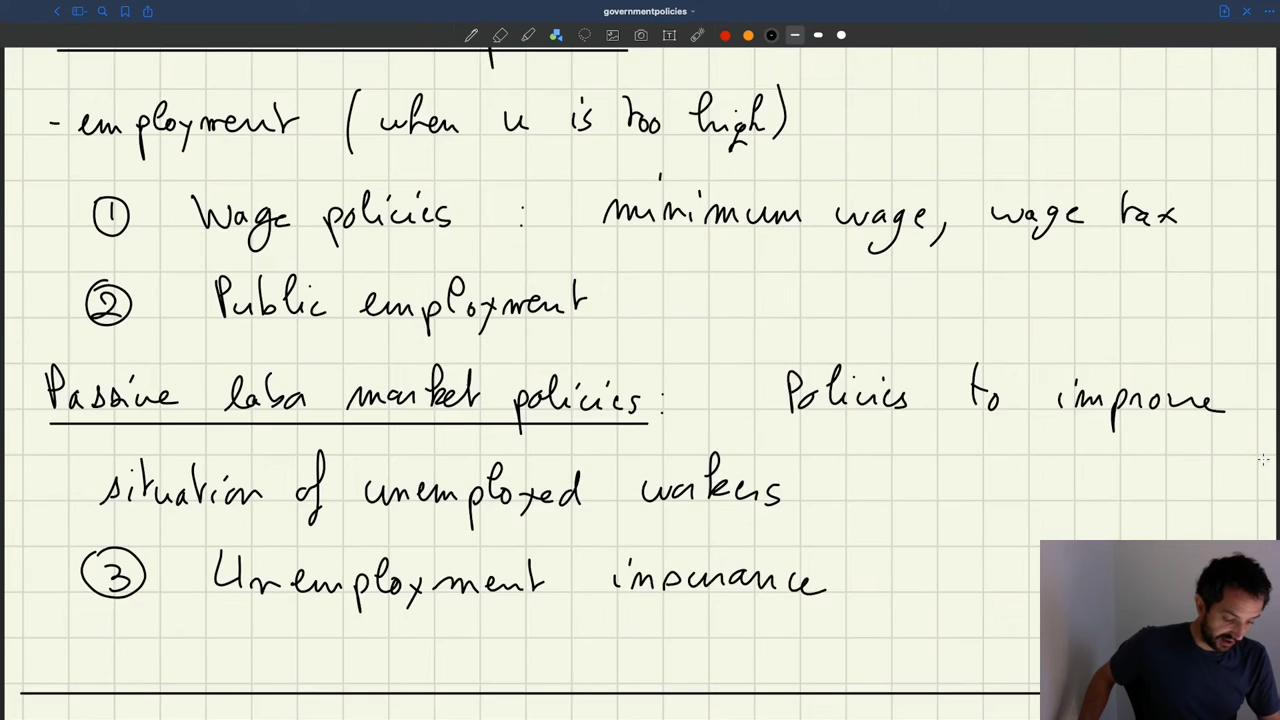 governmentpolicies
- employment (when u is too high)
① Wage policies : minimum wage, wage tax
② Public employment
Passive labor market policies : Policies to improve
situation of unemployed workers
③ Unemployment insurance